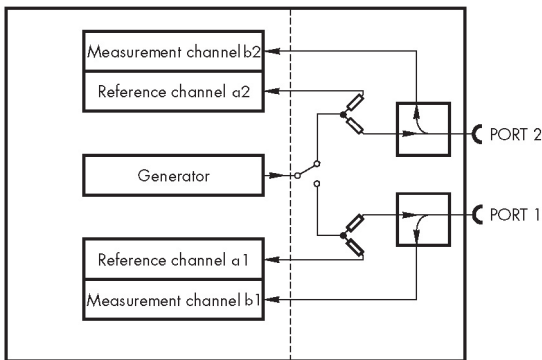 Measurement channel b2
Reference channel a2
PORT 2
Generator
PORT 1
Reference channel a1
Measurement channel b1